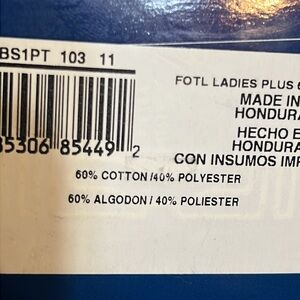 BS1PT 103 11
FOTL LADIES PLUS
MADE IN
HONDURA
HECHO E
HONDURA
CON INSUMOS IMP
85449 2
60% COTTON/40% POLYESTER
60% ALGODON / 40% POLIESTER